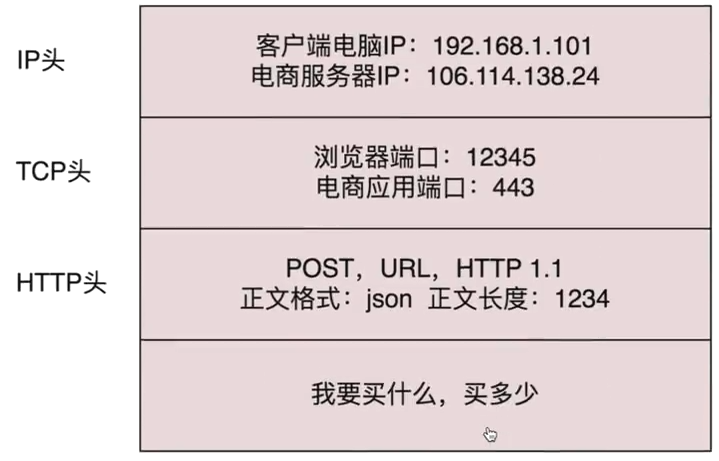 IP头
客户端电脑IP：192.168.1.101
电商服务器IP：106.114.138.24
TCP头
浏览器端口：12345
电商应用端口：443
HTTP头
POST，URL，HTTP 1.1
正文格式：json 正文长度：1234
我要买什么，买多少